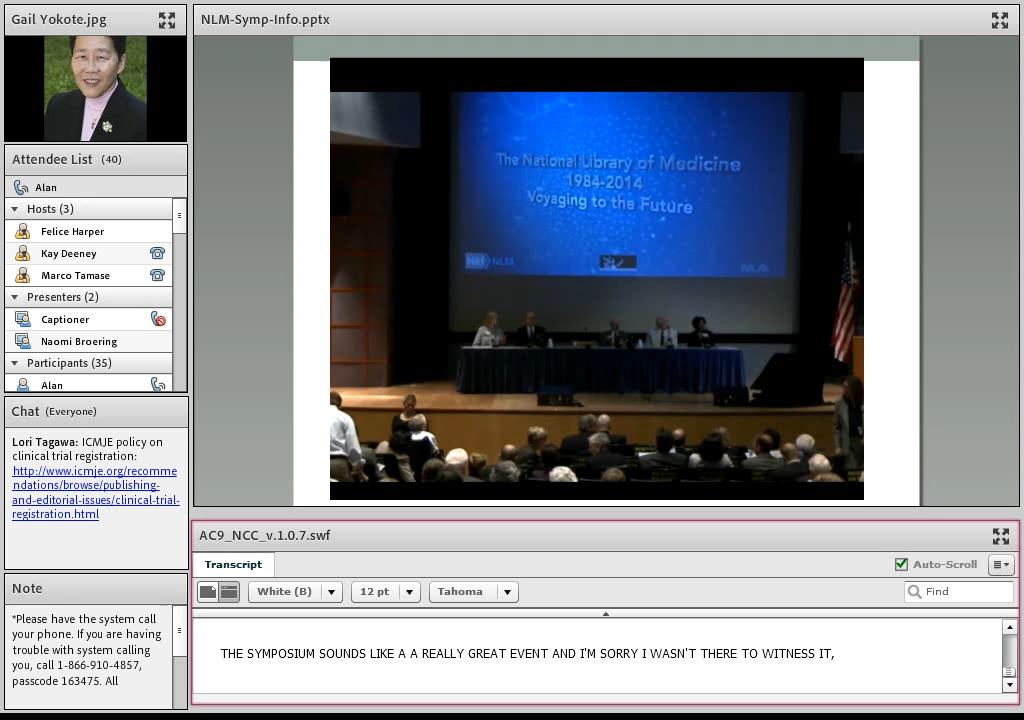 Gail Yokote.jpg
Attendee List (40)
Alan
Hosts (3)
Felice Harper
Kay Deeney
Marco Tamase
Presenters (2)
Captioner
Naomi Broering
Participants (35)
Alan
Chat (Everyone)
Lori Tagawa: ICMJE policy on
clinical trial registration:
http://www.icmje.org/recomme
ndations/browse/publishing-
and-editorial-issues/clinical-trial-
registration.html
Note
*Please have the system call
your phone. If you are having
trouble with system calling
you, call 1-866-910-4857,
passcode 163475. All
NLM-Symp-Info.pptx
The National Library of Medicine
1984-2014
Voyaging to the Future
NIH NLM
MLA
AC9_NCC_v.1.0.7.swf
Transcript
Auto-Scroll
White (B)
12 pt
Tahoma
Find
THE SYMPOSIUM SOUNDS LIKE A A REALLY GREAT EVENT AND I'M SORRY I WASN'T THERE TO WITNESS IT,